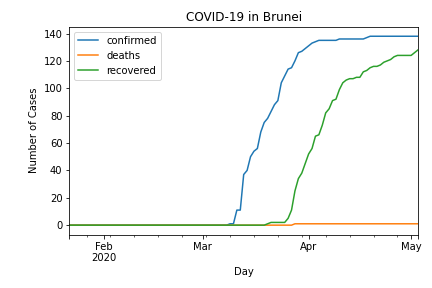 COVID-19 in Brunei
confirmed
deaths
recovered
Number of Cases
140
120
100
80
60
40
20
0
Feb
2020
Mar
Apr
May
Day